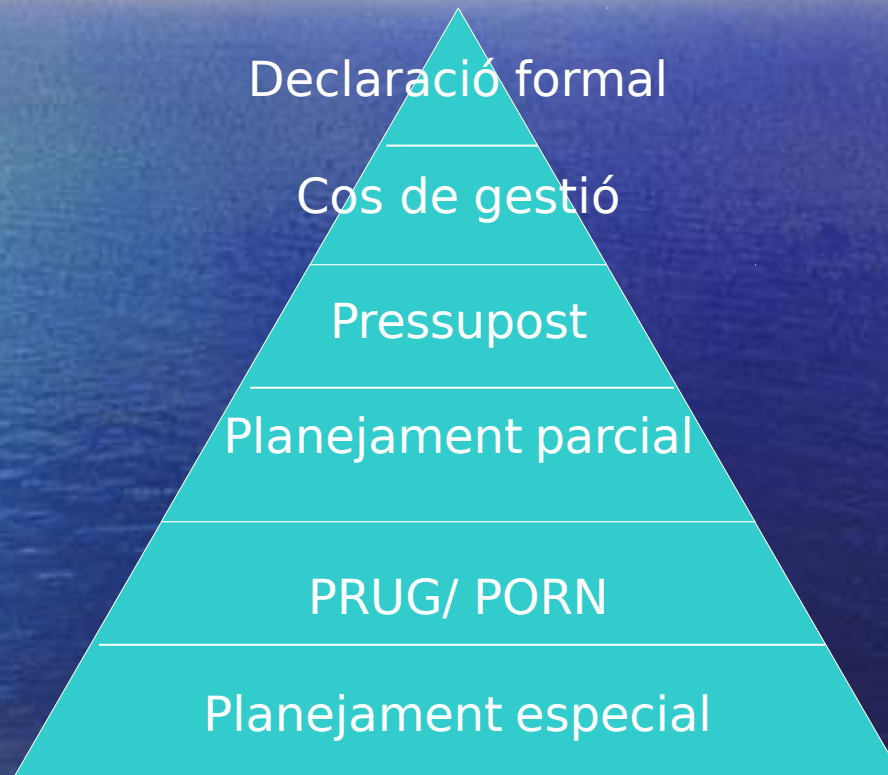 Declaració formal
Cos de gestió
Pressupost
Planejament parcial
PRUG/ PORN
Planejament especial